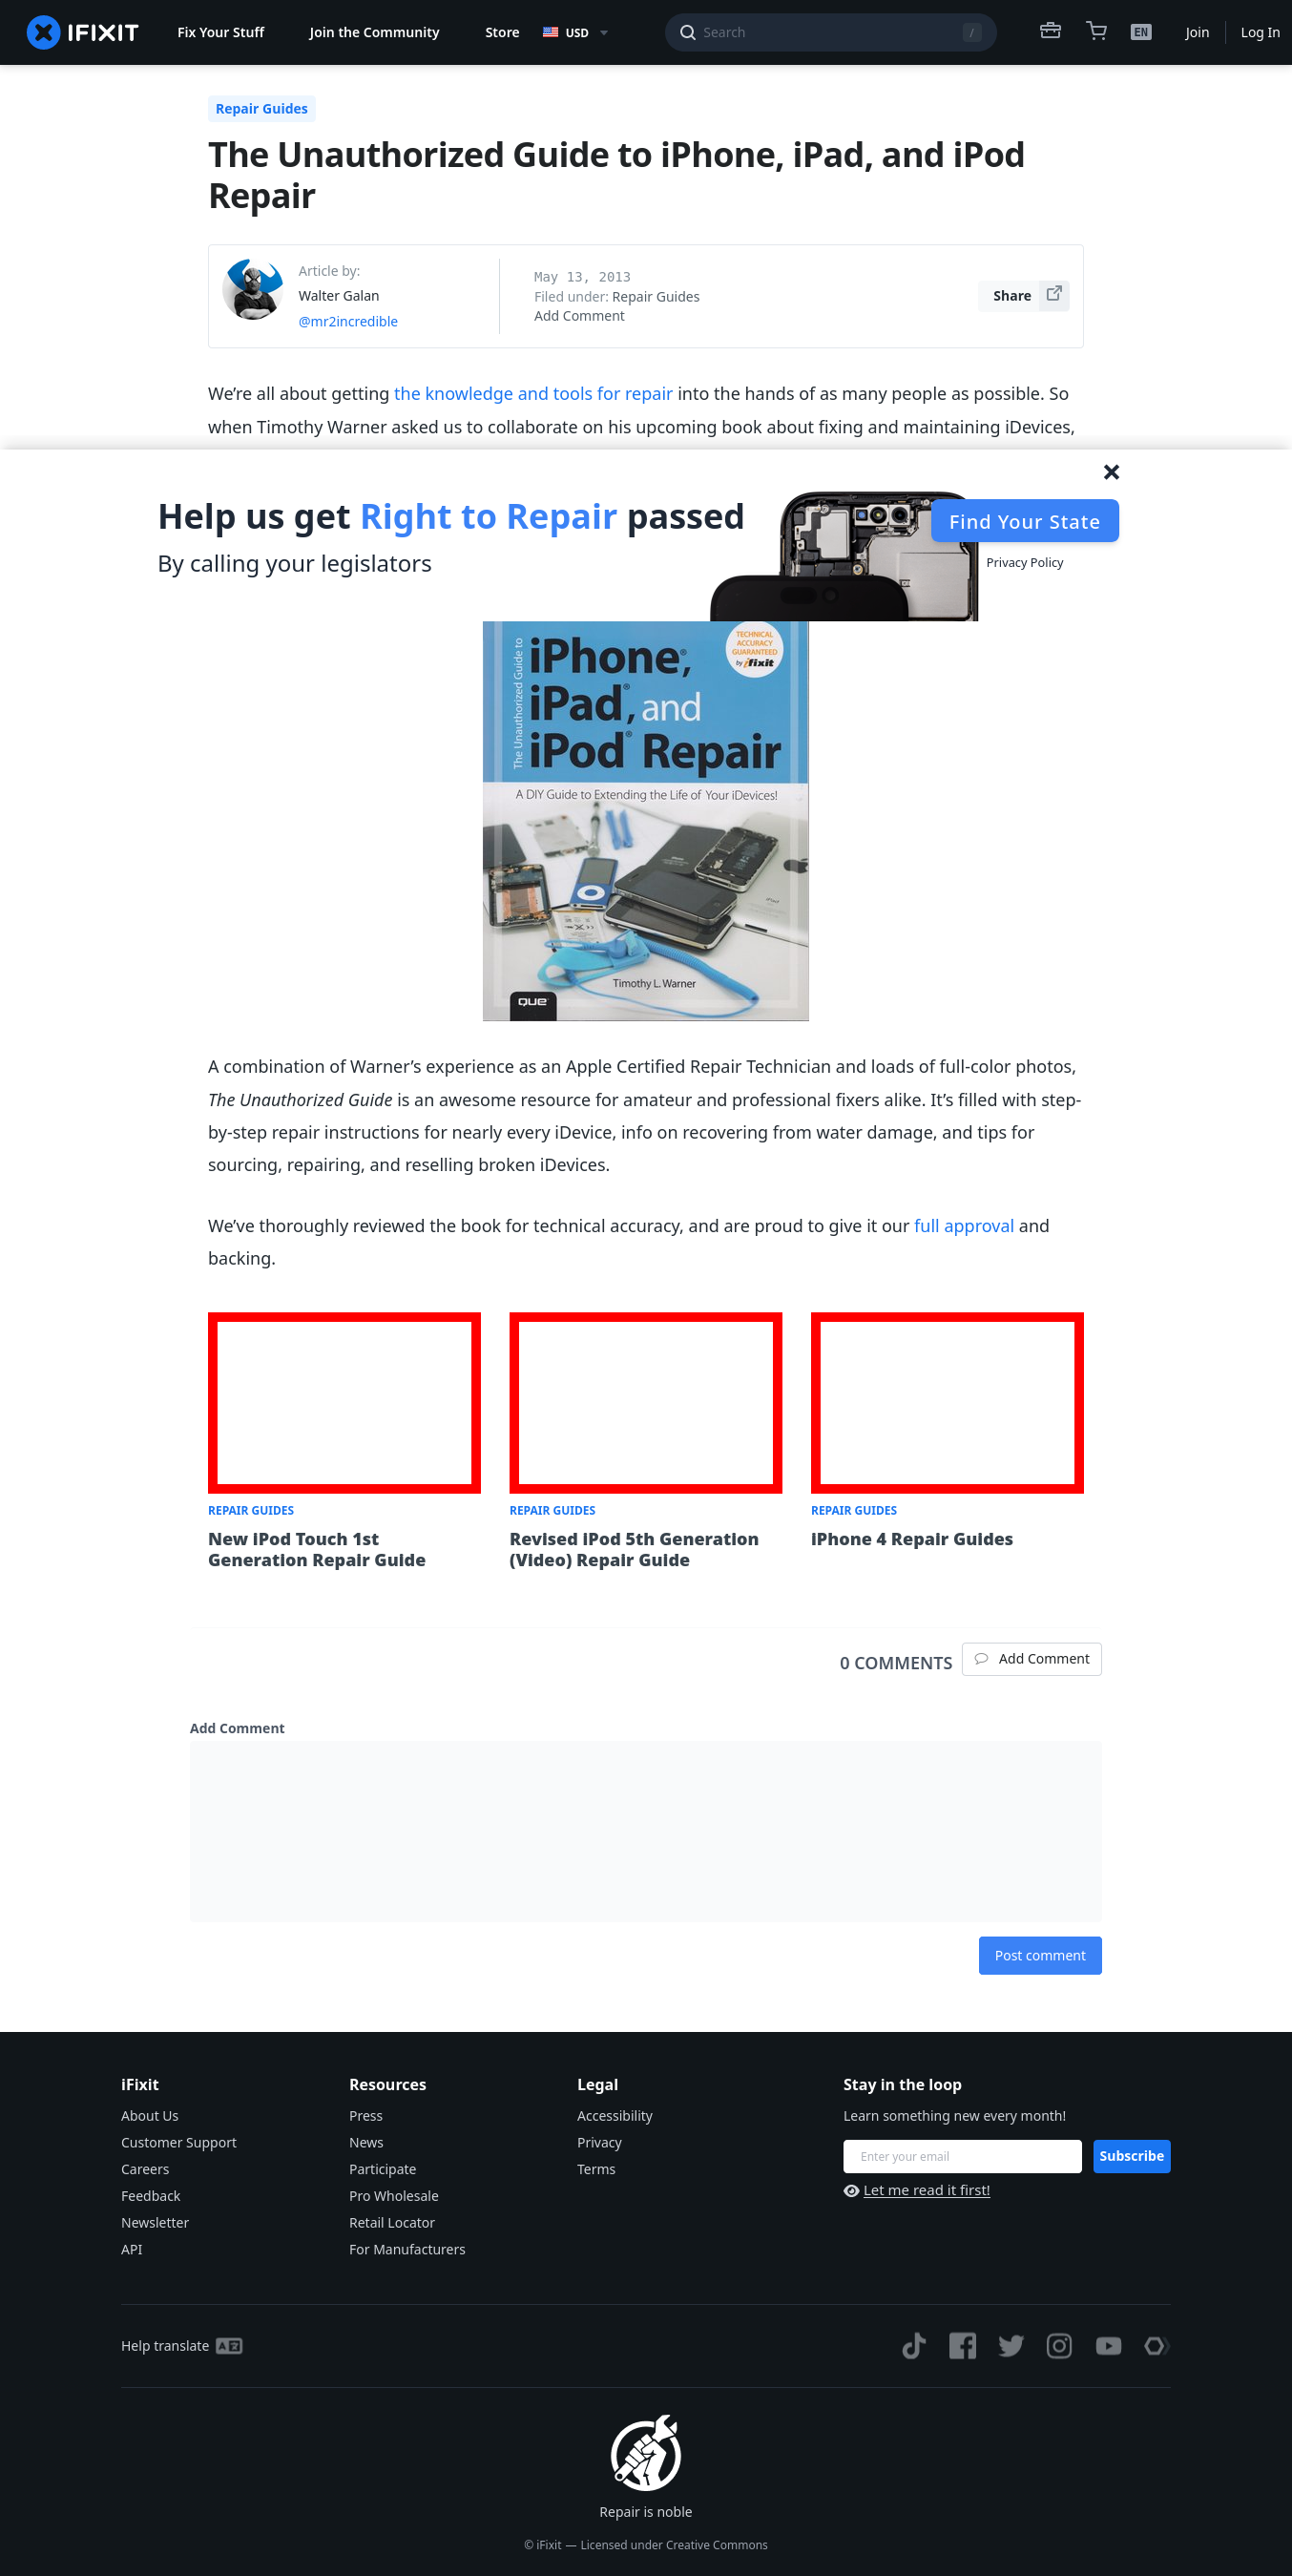 IFIXIT
Fix Your Stuff
Join the Community
Store
USD
Search
/
EN
Join
Log In
Repair Guides
The Unauthorized Guide to iPhone, iPad, and iPod
Repair
Article by:
Walter Galan
@mr2incredible
May 13, 2013
Filed under: Repair Guides
Add Comment
Share
We’re all about getting the knowledge and tools for repair into the hands of as many people as possible. So
when Timothy Warner asked us to collaborate on his upcoming book about fixing and maintaining iDevices,
Help us get Right to Repair passed
By calling your legislators
Find Your State
Privacy Policy
The Unauthorized Guide to
iPhone®,
iPad®, and
iPod® Repair
TECHNICAL
ACCURACY
GUARANTEED
by ifixit
A DIY Guide to Extending the Life of Your iDevices!
Timothy L. Warner
QUE
A combination of Warner’s experience as an Apple Certified Repair Technician and loads of full-color photos,
The Unauthorized Guide is an awesome resource for amateur and professional fixers alike. It’s filled with step-
by-step repair instructions for nearly every iDevice, info on recovering from water damage, and tips for
sourcing, repairing, and reselling broken iDevices.
We’ve thoroughly reviewed the book for technical accuracy, and are proud to give it our full approval and
backing.
REPAIR GUIDES
New iPod Touch 1st
Generation Repair Guide
REPAIR GUIDES
Revised iPod 5th Generation
(Video) Repair Guide
REPAIR GUIDES
iPhone 4 Repair Guides
0 COMMENTS
Add Comment
Add Comment
Post comment
iFixit
About Us
Customer Support
Careers
Feedback
Newsletter
API
Resources
Press
News
Participate
Pro Wholesale
Retail Locator
For Manufacturers
Legal
Accessibility
Privacy
Terms
Stay in the loop
Learn something new every month!
Enter your email
Subscribe
Let me read it first!
Help translate
Repair is noble
© iFixit — Licensed under Creative Commons